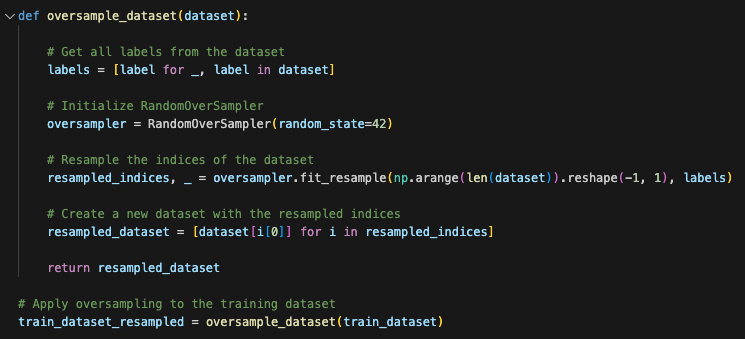 def oversample_dataset(dataset):
# Get all labels from the dataset
labels = [label for _, label in dataset]
# Initialize RandomOverSampler
oversampler = RandomOverSampler(random_state=42)
# Resample the indices of the dataset
resampled_indices, _ = oversampler.fit_resample(np.arange(len(dataset)).reshape(-1, 1), labels)
# Create a new dataset with the resampled indices
resampled_dataset = [dataset[i[0]] for i in resampled_indices]
return resampled_dataset
# Apply oversampling to the training dataset
train_dataset_resampled = oversample_dataset(train_dataset)